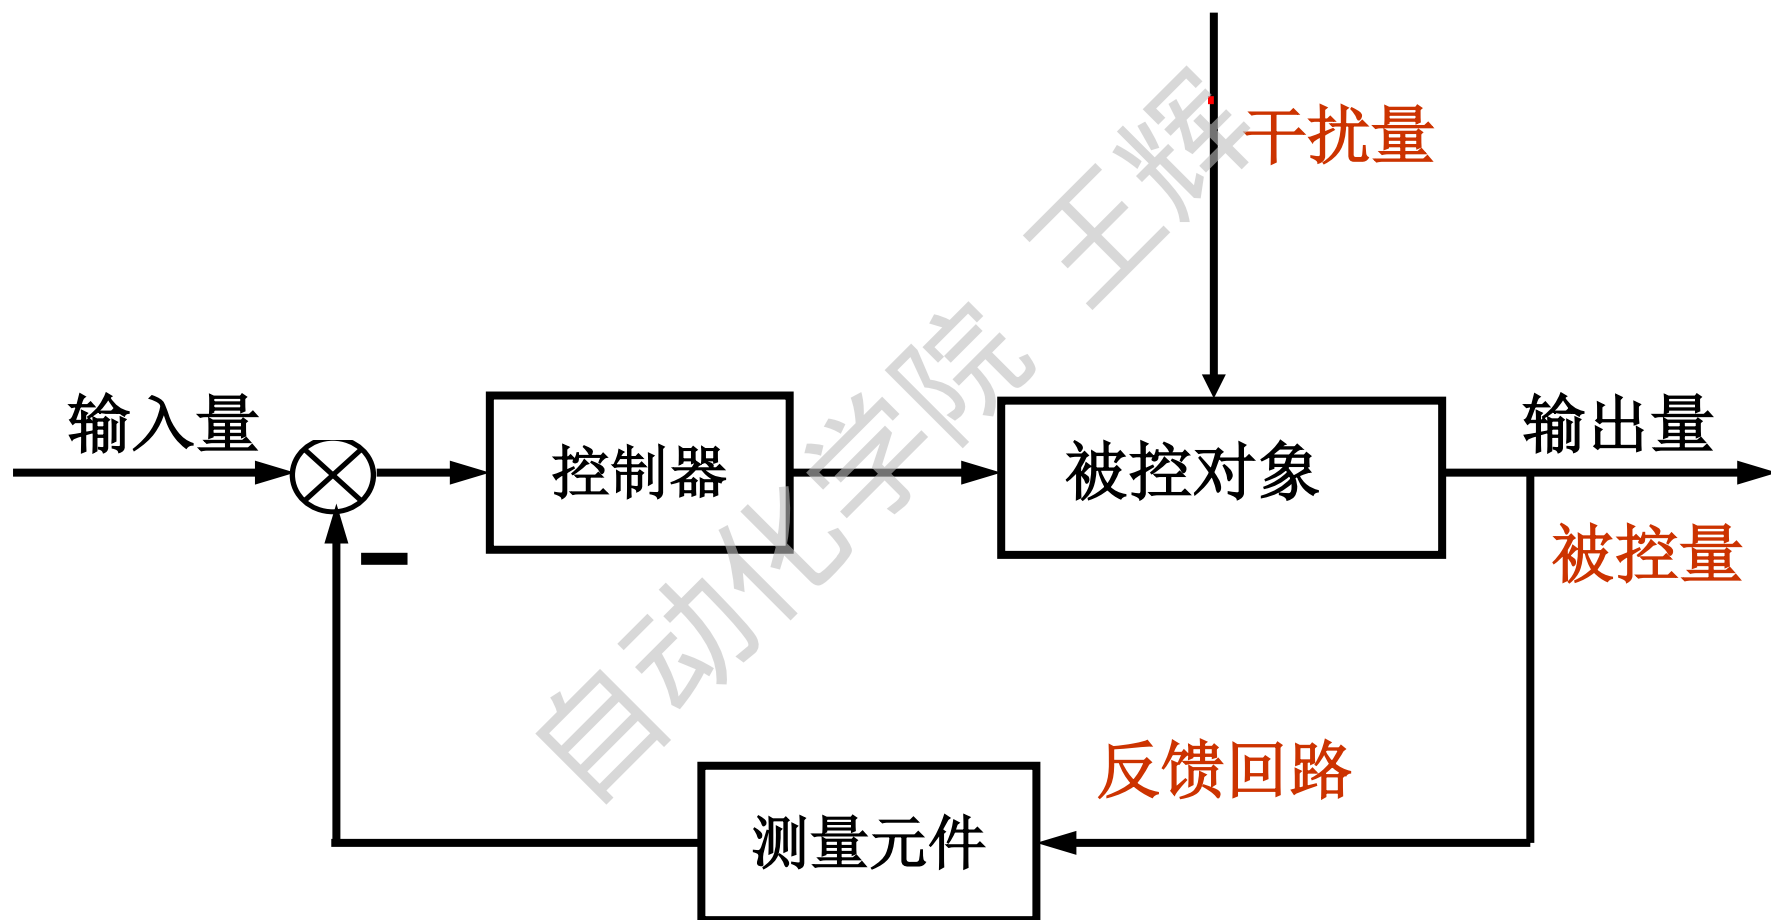 干扰量
输入量
控制器
被控对象
输出量
被控量
反馈回路
测量元件
自动化学院 王辉